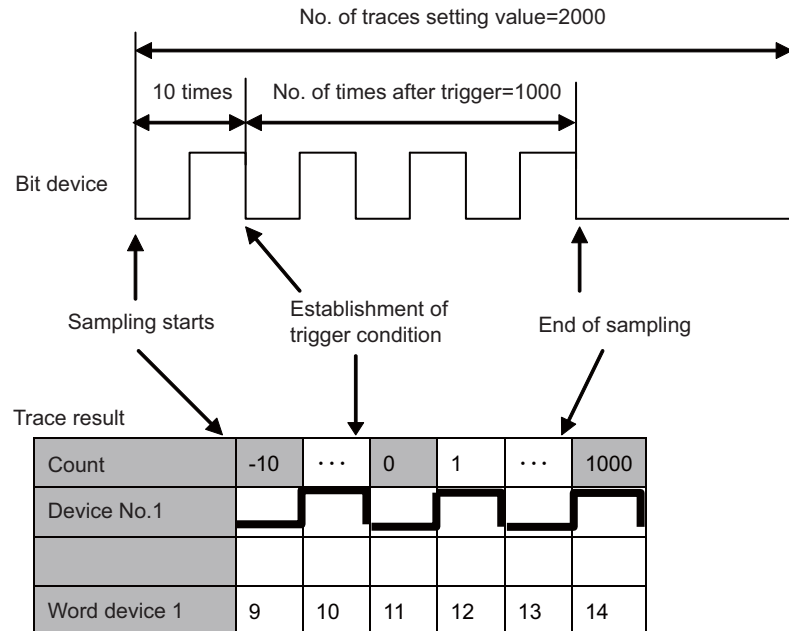 No. of traces setting value=2000
10 times
No. of times after trigger=1000
Bit device
Sampling starts
Establishment of
trigger condition
End of sampling
Trace result
Count -10 ··· 0 1 ··· 1000
Device No.1
Word device 1 9 10 11 12 13 14